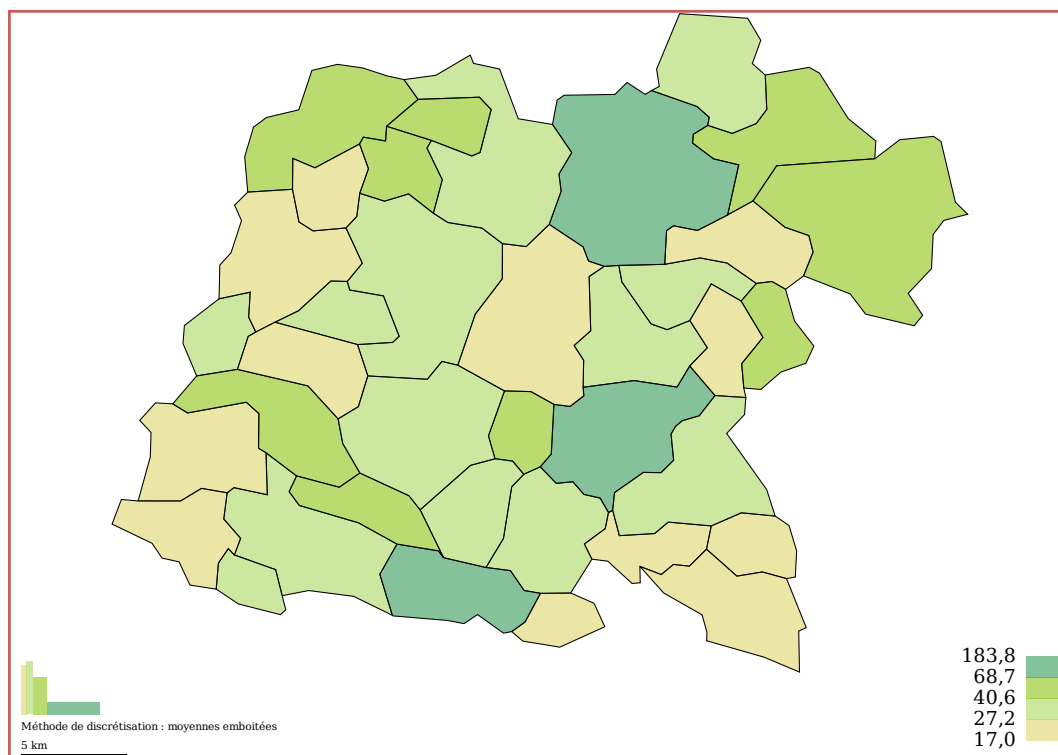 183,8
68,7
40,6
27,2
17,0
Méthode de discrétisation : moyennes emboitées
5 km